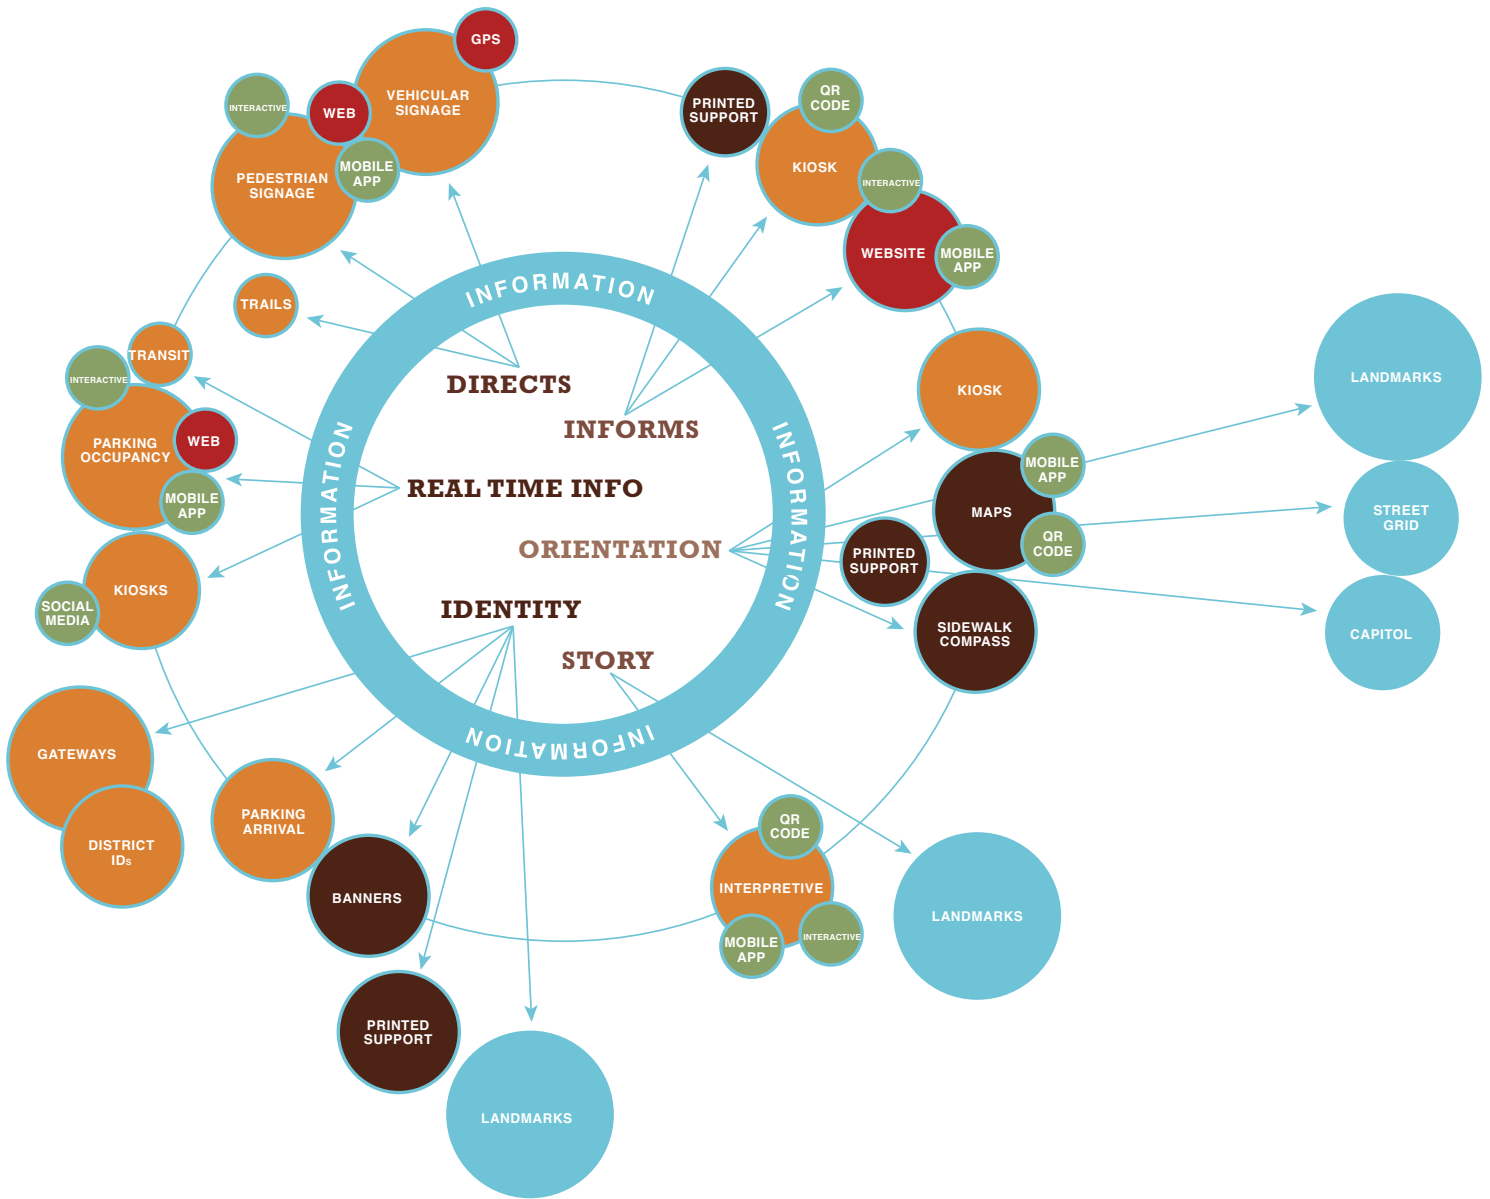 GPS
VEHICULAR
SIGNAGE
INTERACTIVE
WEB
MOBILE
APP
PEDESTRIAN
SIGNAGE
TRAILS
PRINTED
SUPPORT
QR
CODE
KIOSK
INTERACTIVE
WEBSITE
MOBILE
APP
INFORMATION
DIRECTS
INFORMS
REAL TIME INFO
ORIENTATION
IDENTITY
STORY
INFORMATION
INFORMATION
INFORMATION
TRANSIT
INTERACTIVE
PARKING
OCCUPANCY
WEB
MOBILE
APP
KIOSKS
SOCIAL
MEDIA
KIOSK
MAPS
MOBILE
APP
QR
CODE
PRINTED
SUPPORT
SIDEWALK
COMPASS
LANDMARKS
STREET
GRID
CAPITOL
GATEWAYS
DISTRICT
IDs
PARKING
ARRIVAL
BANNERS
PRINTED
SUPPORT
LANDMARKS
QR
CODE
INTERPRETIVE
MOBILE
APP
INTERACTIVE
LANDMARKS